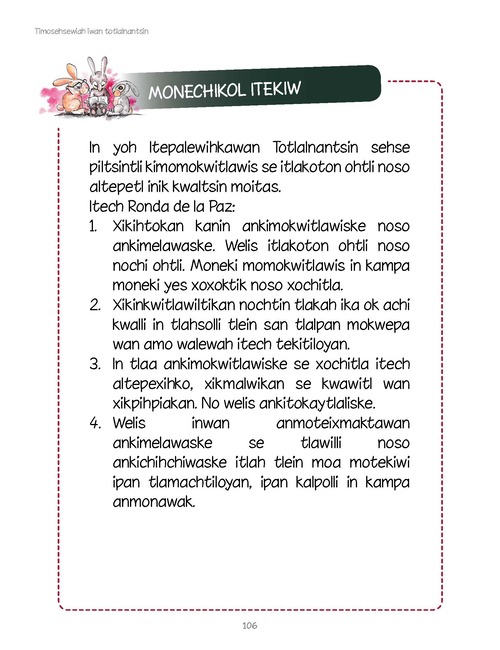 Timosehsewiah iwan totlalnantsin
MONECHIKOL ITEKIW
In yoh Itepalewihkawan Totlalnantsin sehse
piltsintli kimomokwitlawis se itlakoton ohtli noso
altepetl inik kwaltsin moitas.
Itech Ronda de la Paz:
1. Xikihtokan kanin ankimokwitlawiske noso
ankimelawaske. Welis itlakoton ohtli noso
nochi ohtli. Moneki momokwitlawis in kampa
moneki yes xoxoktik noso xochitla.
2. Xikinkwitlawiltikan nochtin tlakah ika ok achi
kwalli in tlahsolli tlein san tlalpan mokwepa
wan amo walewah itech tekitiloyan.
3. In tlaa ankimokwitlawiske se xochitla itech
altepexihko, xikmalwikan se kwawitl wan
xikpihpiakan. No welis ankitokaytlaliske.
4. Welis inwan anmoteixmaktawan
ankimelawaske se tlawilli noso
ankichihchiwaske itlah tlein moa motekiwi
ipan tlamachtiloyan, ipan kalpolli in kampa
anmonawak.
106